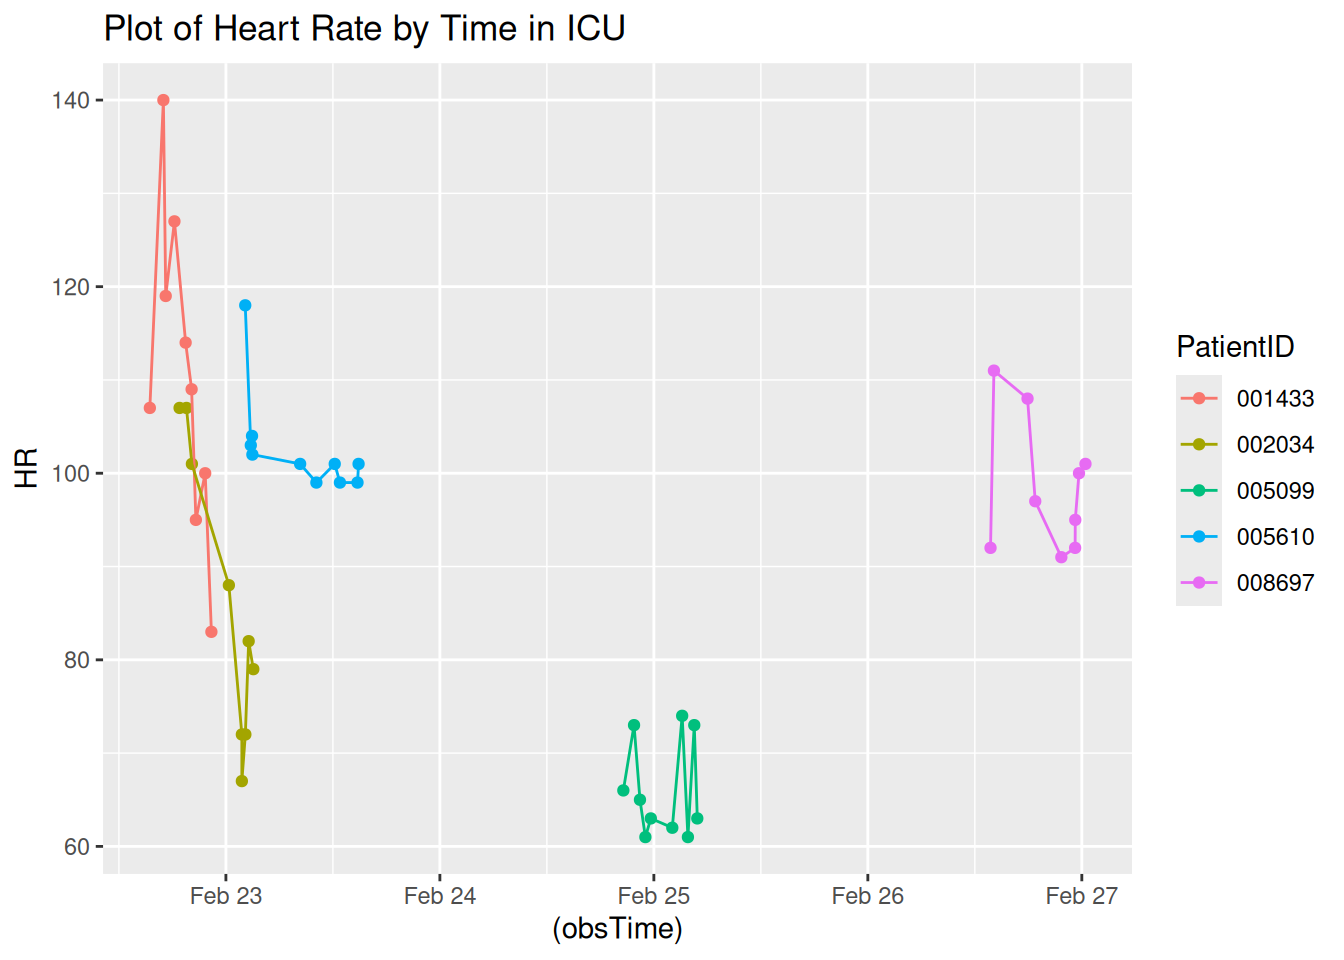 Plot of Heart Rate by Time in ICU
140
120
100
80
60
HR
Feb 23
Feb 24
Feb 25
Feb 26
Feb 27
(obsTime)
PatientID
001433
002034
005099
005610
008697